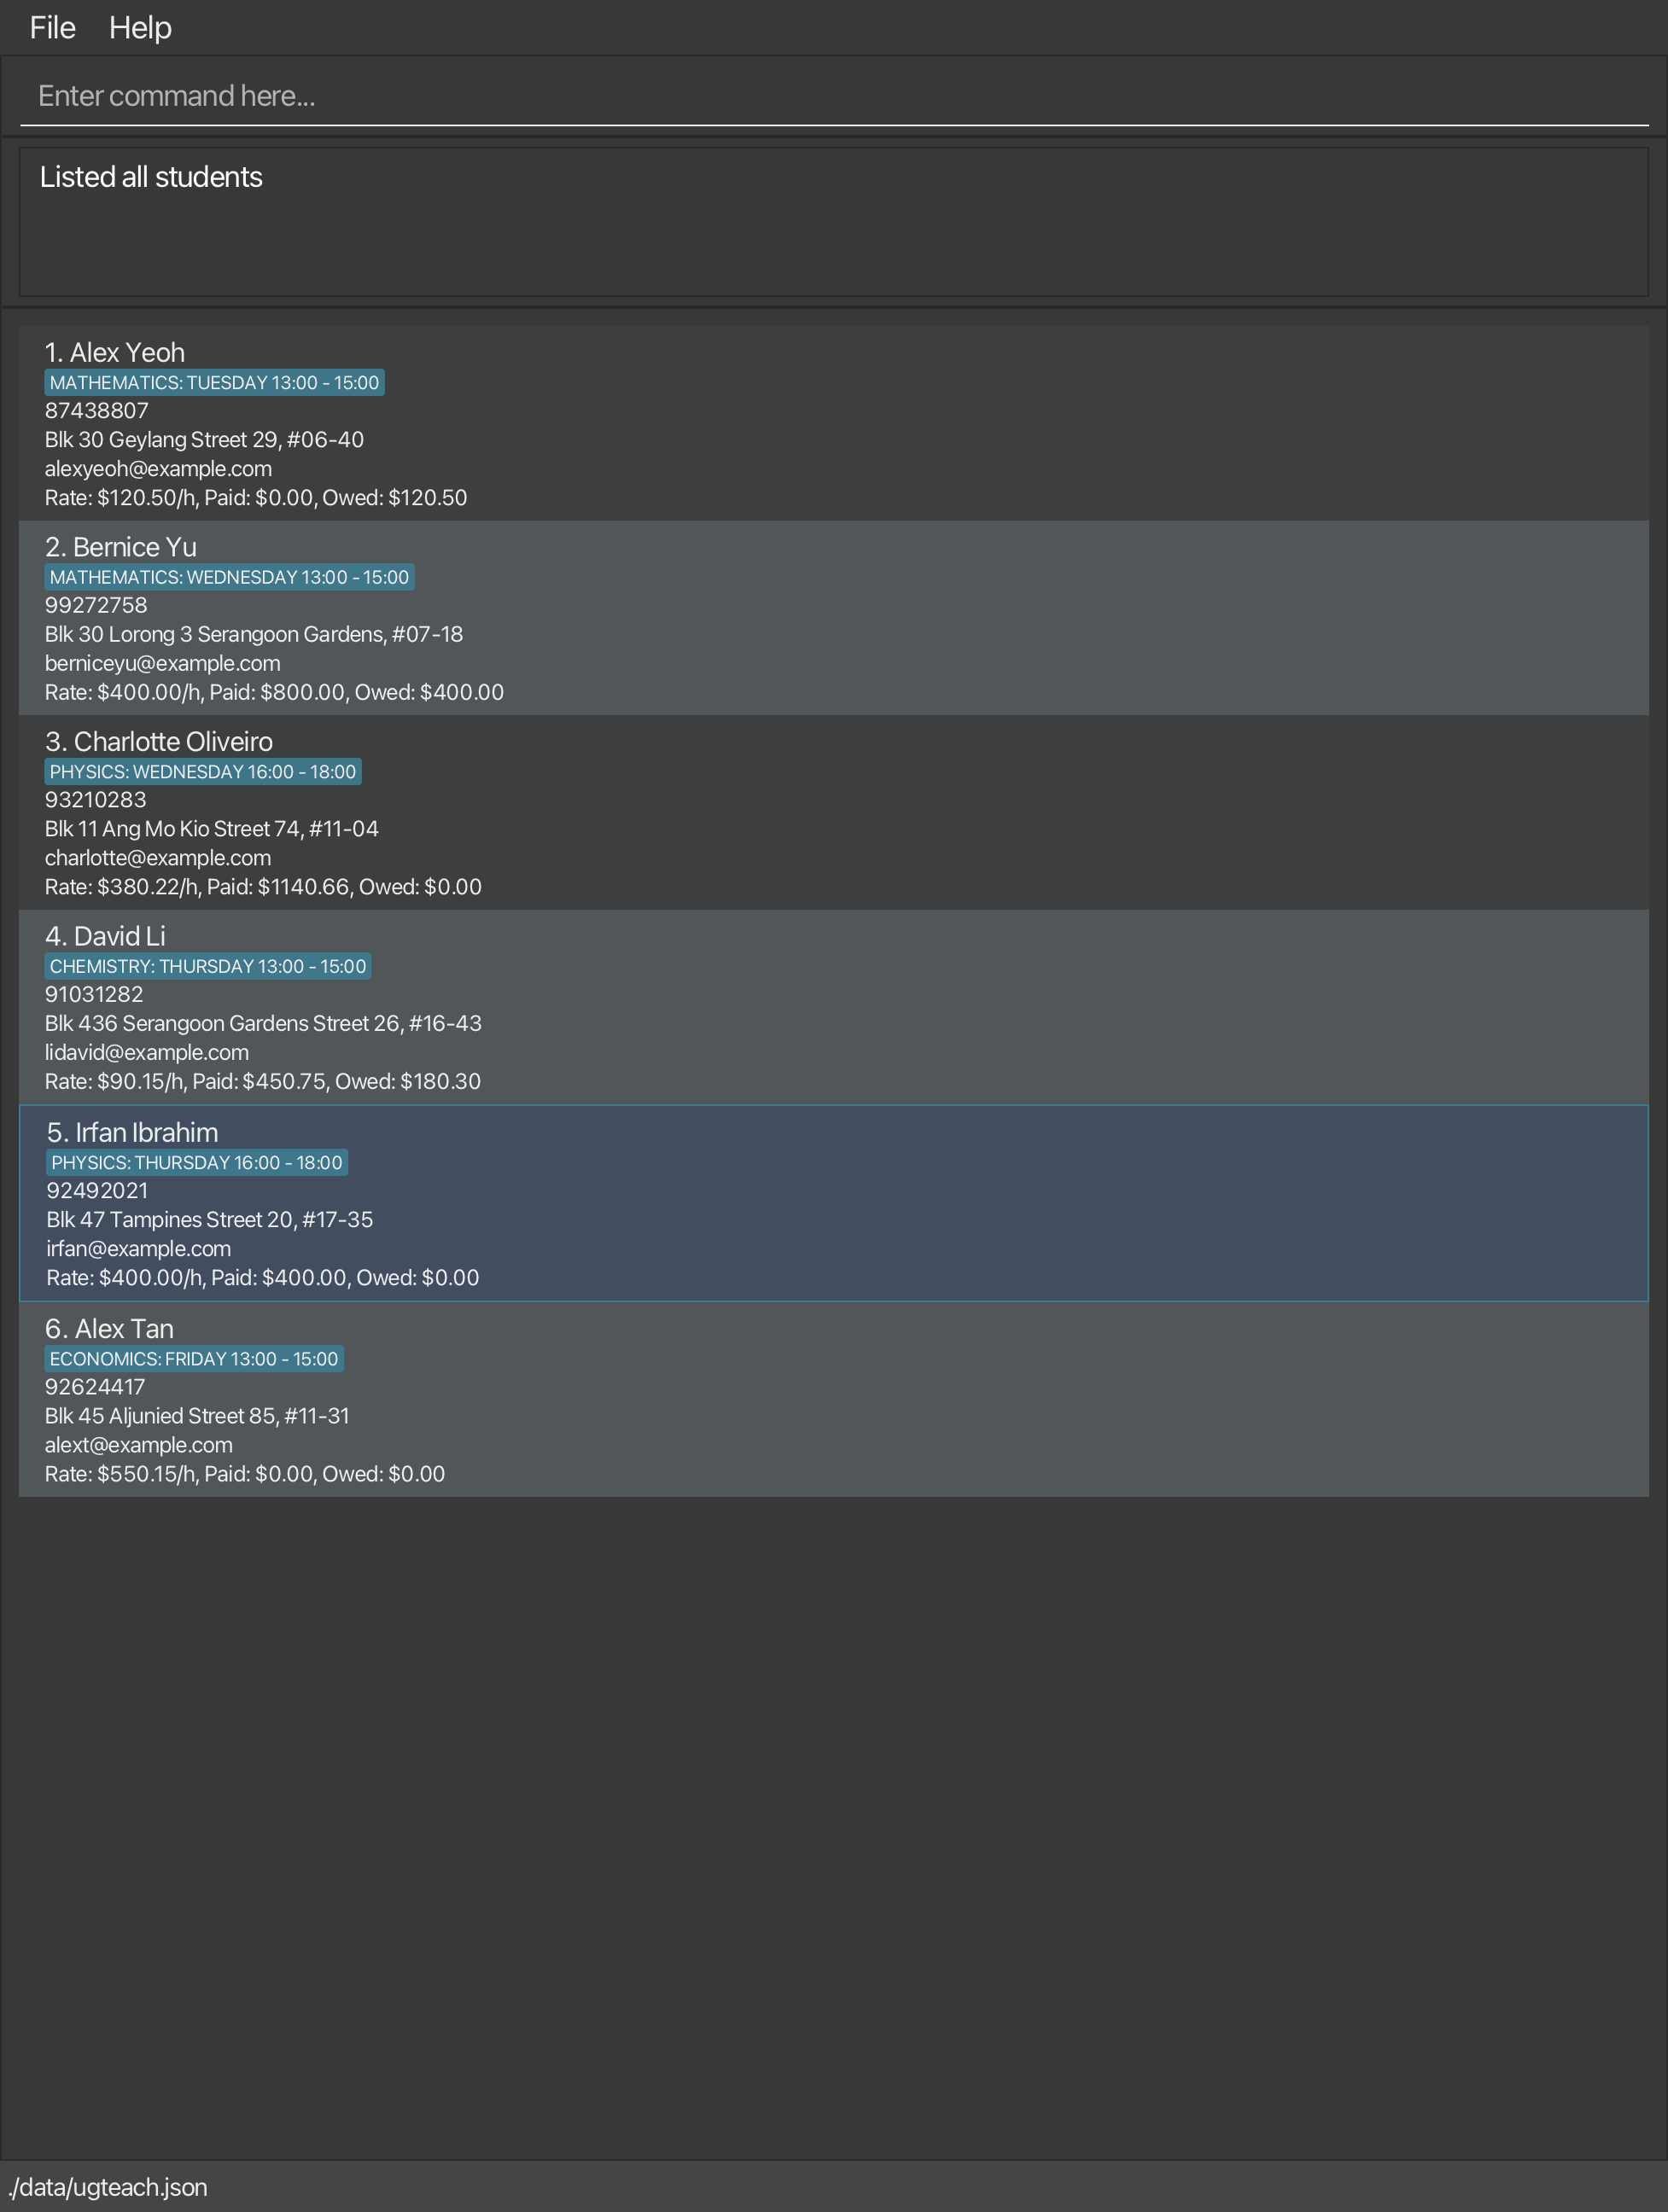 File Help
Enter command here...
Listed all students
1. Alex Yeoh
MATHEMATICS: TUESDAY 13:00 - 15:00
87438807
Blk 30 Geylang Street 29, #06-40
alexyeoh@example.com
Rate: $120.50/h, Paid: $0.00, Owed: $120.50
2. Bernice Yu
MATHEMATICS: WEDNESDAY 13:00 - 15:00
99272758
Blk 30 Lorong 3 Serangoon Gardens, #07-18
berniceyu@example.com
Rate: $400.00/h, Paid: $800.00, Owed: $400.00
3. Charlotte Oliveiro
PHYSICS: WEDNESDAY 16:00 - 18:00
93210283
Blk 11 Ang Mo Kio Street 74, #11-04
charlotte@example.com
Rate: $380.22/h, Paid: $1140.66, Owed: $0.00
4. David Li
CHEMISTRY: THURSDAY 13:00 - 15:00
91031282
Blk 436 Serangoon Gardens Street 26, #16-43
lidavid@example.com
Rate: $90.15/h, Paid: $450.75, Owed: $180.30
5. Irfan Ibrahim
PHYSICS: THURSDAY 16:00 - 18:00
92492021
Blk 47 Tampines Street 20, #17-35
irfan@example.com
Rate: $400.00/h, Paid: $400.00, Owed: $0.00
6. Alex Tan
ECONOMICS: FRIDAY 13:00 - 15:00
92624417
Blk 45 Aljunied Street 85, #11-31
alext@example.com
Rate: $550.15/h, Paid: $0.00, Owed: $0.00
./data/ugteach.json